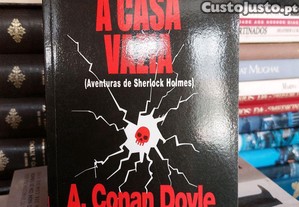 Custojusto.pt
A CASA
VAZIA
(Aventuras de Sherlock Holmes)
A. Conan Doyle